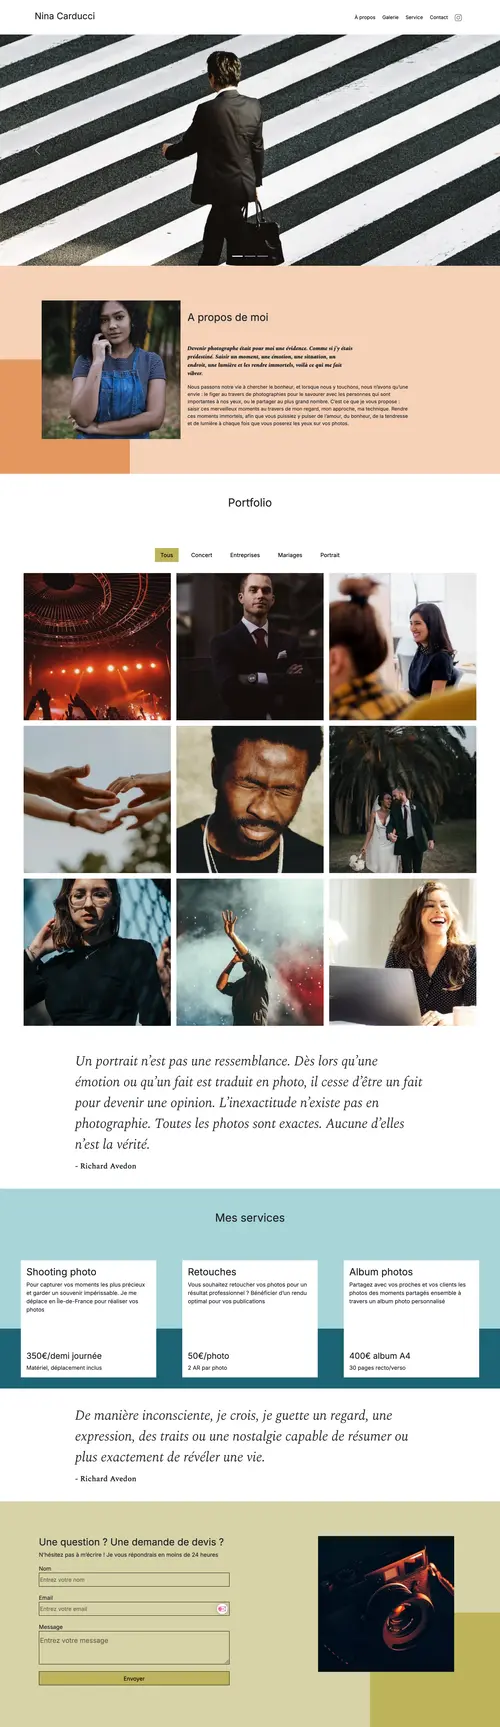 Nina Carducci
À propos Galerie Service Contact
A propos de moi
Devenir photographe était pour moi une évidence. Comme si j'y étais
prédestiné. Saisir un moment, une émotion, une situation, un
endroit, une lumière et les rendre immortels, voilà ce qui me fait
vibrer.
Nous passons notre vie à chercher le bonheur, et lorsque nous y touchons, nous n'avons qu'une
envie : le figer au travers de photographies pour le savourer avec les personnes qui sont
importantes à nos yeux, ou le partager au plus grand nombre. C'est ce que je vous propose :
saisir ces merveilleux moments au travers de mon regard, mon approche, ma technique. Rendre
ces moments immortels, afin que vous puissiez y puiser de l'amour, du bonheur, de la tendresse
et de lumière à chaque fois que vous poserez les yeux sur vos photos.
Portfolio
Tous Concert Entreprises Mariages Portrait
Un portrait n'est pas une ressemblance. Dès lors qu'une
émotion ou qu'un fait est traduit en photo, il cesse d'être un fait
pour devenir une opinion. L'inexactitude n'existe pas en
photographie. Toutes les photos sont exactes. Aucune d'elles
n'est la vérité.
- Richard Avedon
Mes services
Shooting photo
Pour capturer vos moments les plus précieux
et garder un souvenir impérissable. Je me
déplace en Île-de-France pour réaliser vos
photos
350€/demi journée
Matériel, déplacement inclus
Retouches
Vous souhaitez retoucher vos photos pour un
résultat professionnel ? Bénéficier d'un rendu
optimal pour vos publications
50€/photo
2 AR par photo
Album photos
Partagez avec vos proches et vos clients les
photos des moments partagés ensemble à
travers un album photo personnalisé
400€ album A4
30 pages recto/verso
De manière inconsciente, je crois, je guette un regard, une
expression, des traits ou une nostalgie capable de résumer ou
plus exactement de révéler une vie.
- Richard Avedon
Une question ? Une demande de devis ?
N'hésitez pas à m'écrire ! Je vous répondrais en moins de 24 heures
Nom
Entrez votre nom
Email
Entrez votre email
Message
Entrez votre message
Envoyer